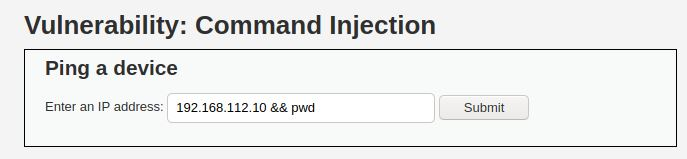 Vulnerability: Command Injection
Ping a device
Enter an IP address: 192.168.112.10 && pwd Submit